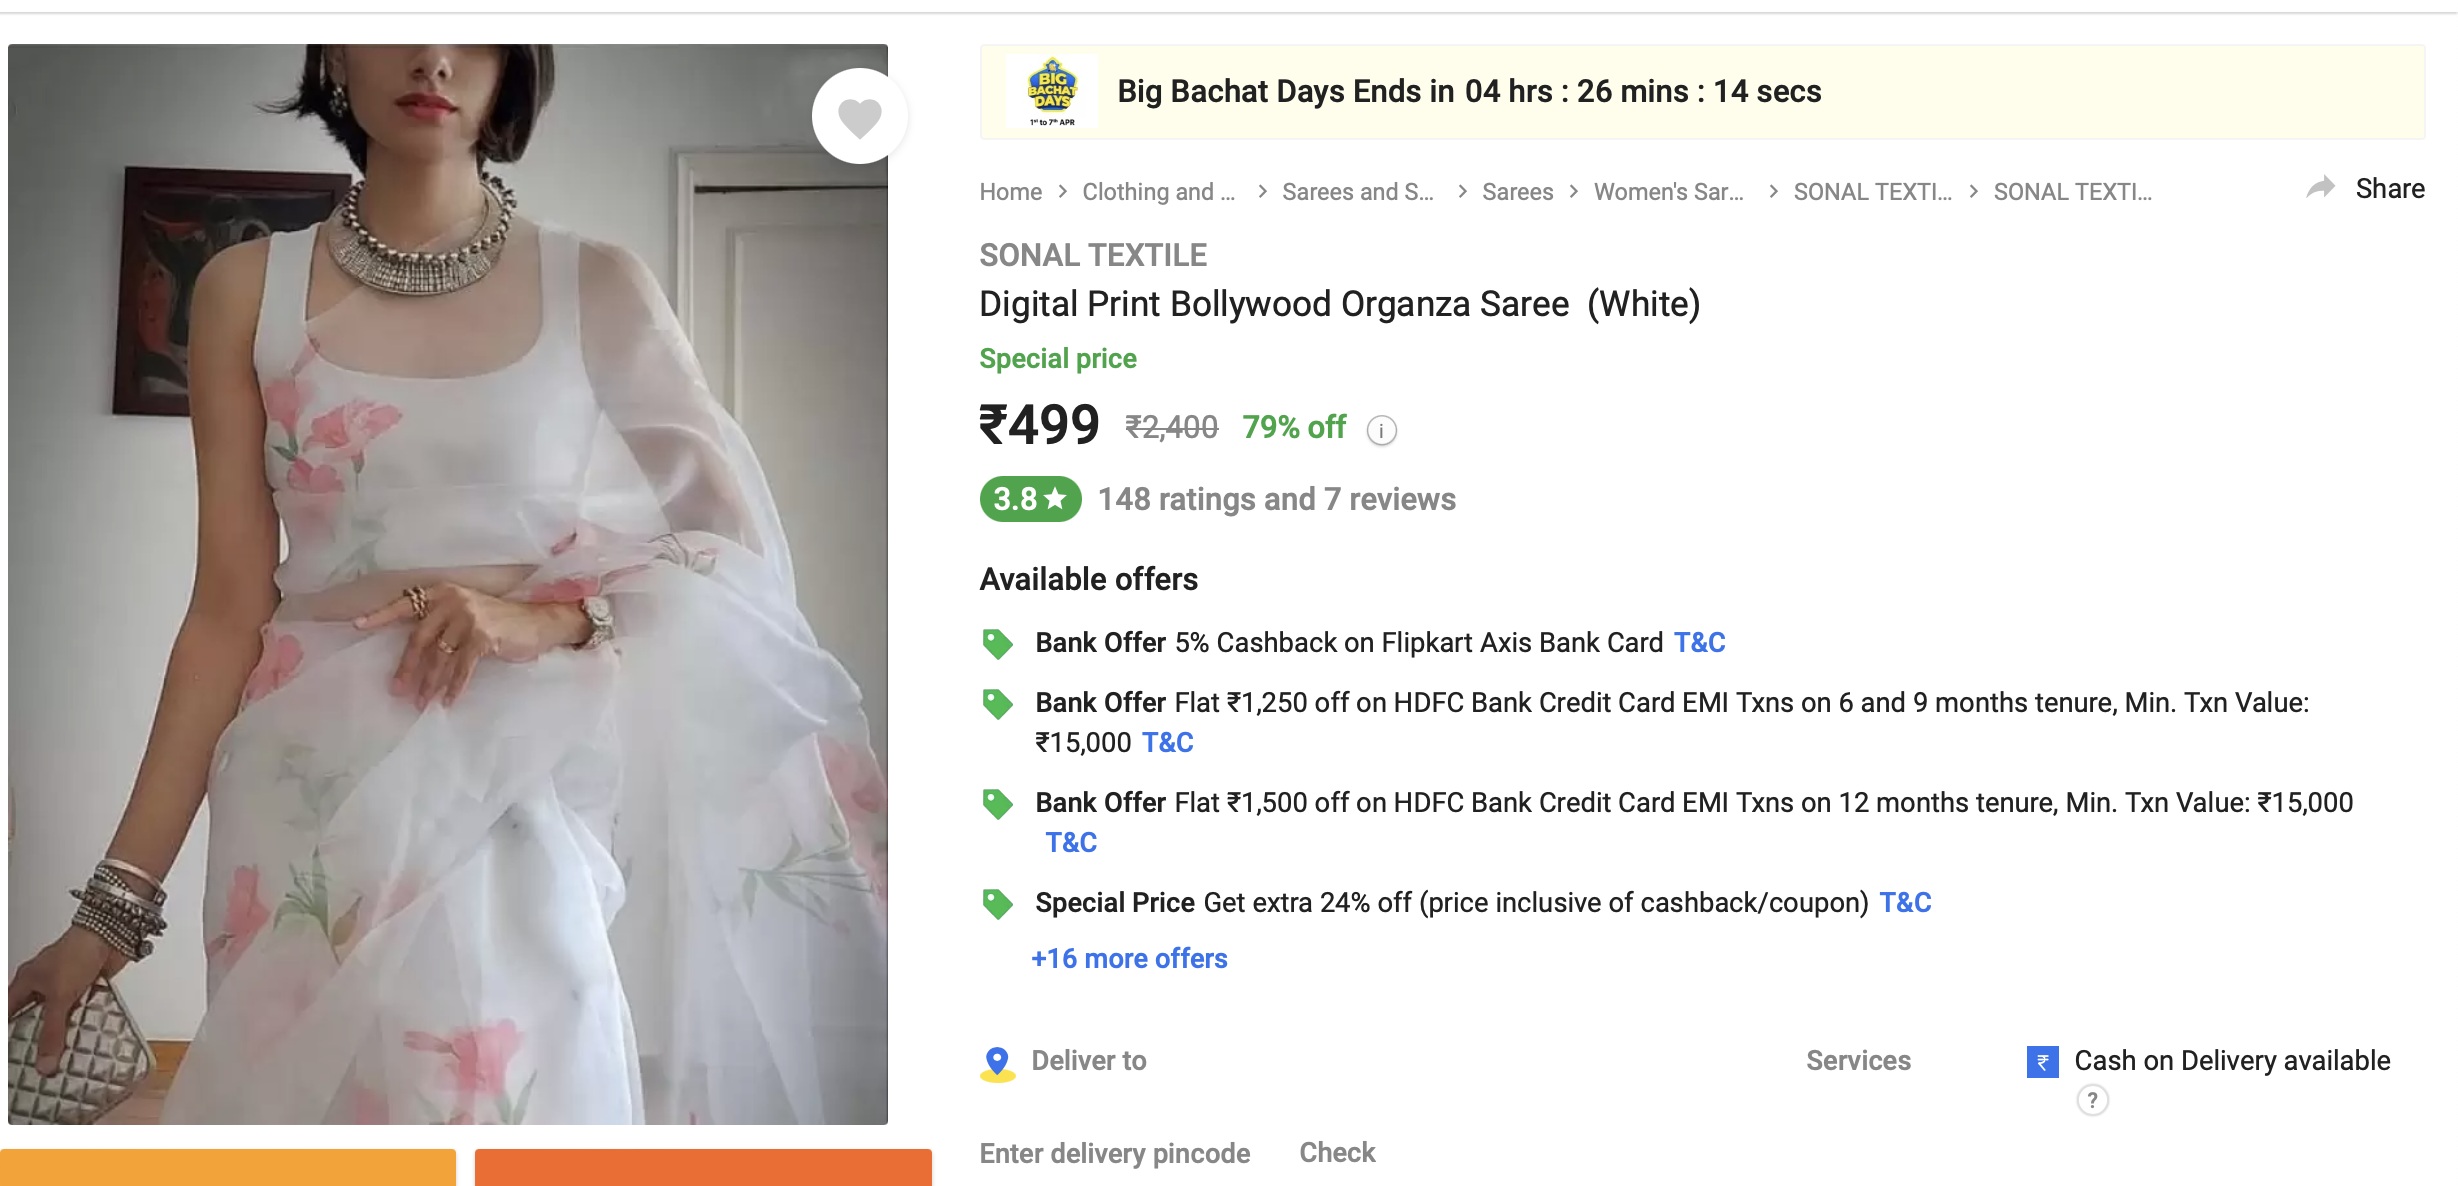 BIG
BACHAT
DAYS
1st to 7th APR
Big Bachat Days Ends in 04 hrs : 26 mins : 14 secs
Home > Clothing and ... > Sarees and S... > Sarees > Women's Sar... > SONAL TEXTI... > SONAL TEXTI...
Share
SONAL TEXTILE
Digital Print Bollywood Organza Saree (White)
Special price
₹499 ₹2,400 79% off i
3.8★ 148 ratings and 7 reviews
Available offers
Bank Offer 5% Cashback on Flipkart Axis Bank Card T&C
Bank Offer Flat ₹1,250 off on HDFC Bank Credit Card EMI Txns on 6 and 9 months tenure, Min. Txn Value:
₹15,000 T&C
Bank Offer Flat ₹1,500 off on HDFC Bank Credit Card EMI Txns on 12 months tenure, Min. Txn Value: ₹15,000
T&C
Special Price Get extra 24% off (price inclusive of cashback/coupon) T&C
+16 more offers
Deliver to
Services
₹ Cash on Delivery available
?
Enter delivery pincode Check